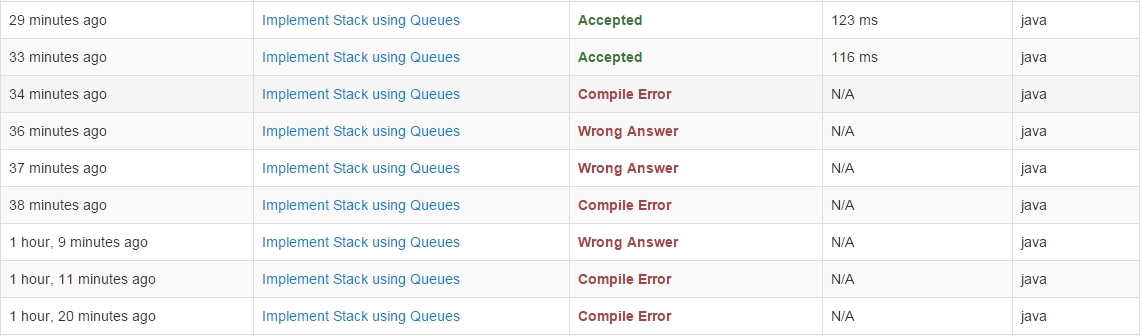 29 minutes ago Implement Stack using Queues Accepted 123 ms java
33 minutes ago Implement Stack using Queues Accepted 116 ms java
34 minutes ago Implement Stack using Queues Compile Error N/A java
36 minutes ago Implement Stack using Queues Wrong Answer N/A java
37 minutes ago Implement Stack using Queues Wrong Answer N/A java
38 minutes ago Implement Stack using Queues Compile Error N/A java
1 hour, 9 minutes ago Implement Stack using Queues Wrong Answer N/A java
1 hour, 11 minutes ago Implement Stack using Queues Compile Error N/A java
1 hour, 20 minutes ago Implement Stack using Queues Compile Error N/A java